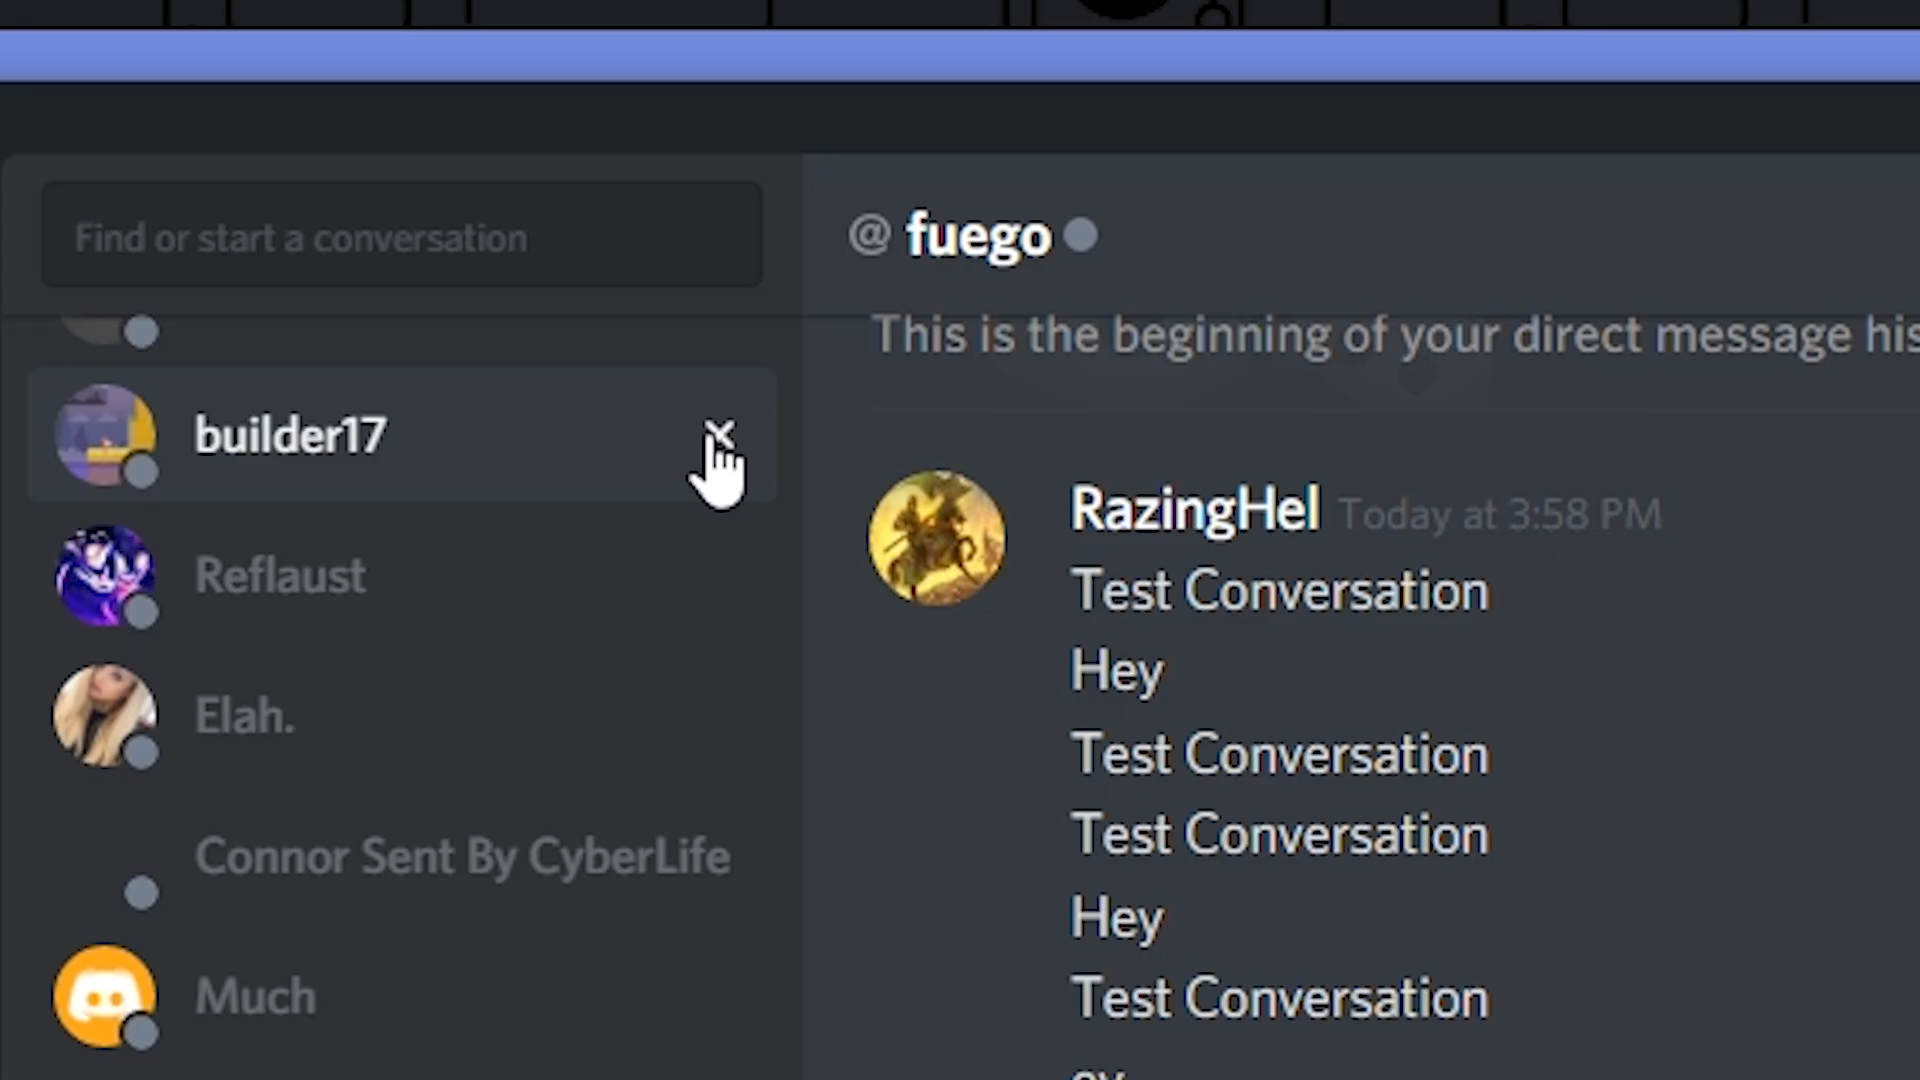 Find or start a conversation
builder17
Reflaust
Elah.
Connor Sent By CyberLife
Much
@ fuego
This is the beginning of your direct message his
RazingHel Today at 3:58 PM
Test Conversation
Hey
Test Conversation
Test Conversation
Hey
Test Conversation